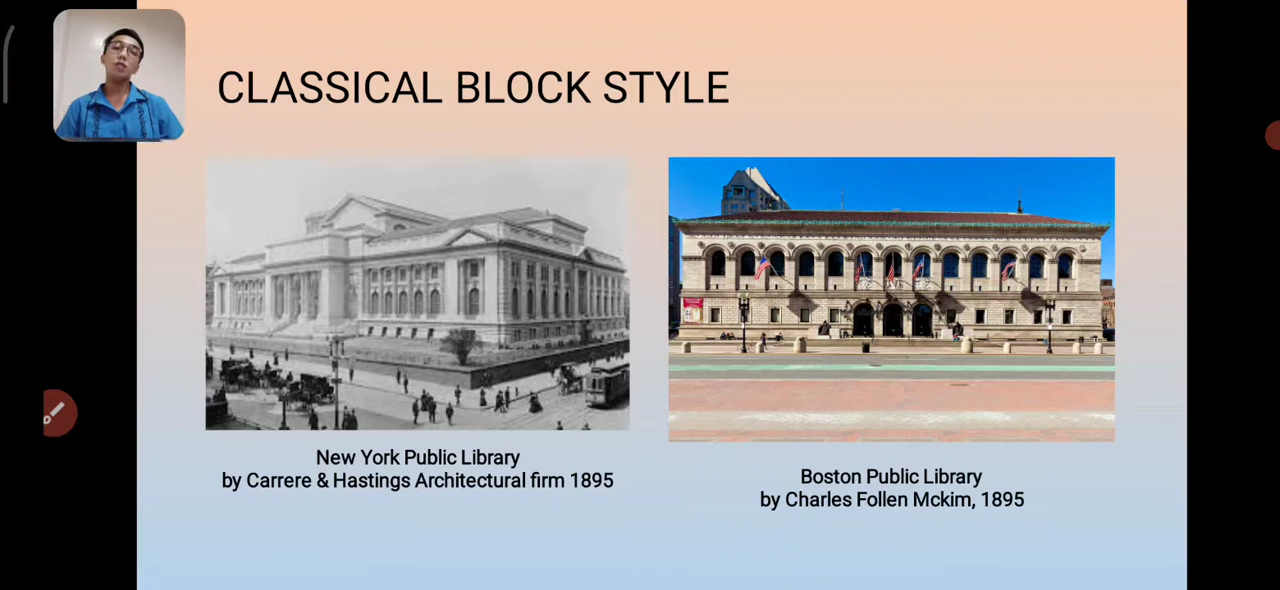 CLASSICAL BLOCK STYLE
New York Public Library
by Carrere & Hastings Architectural firm 1895
Boston Public Library
by Charles Follen Mckim, 1895